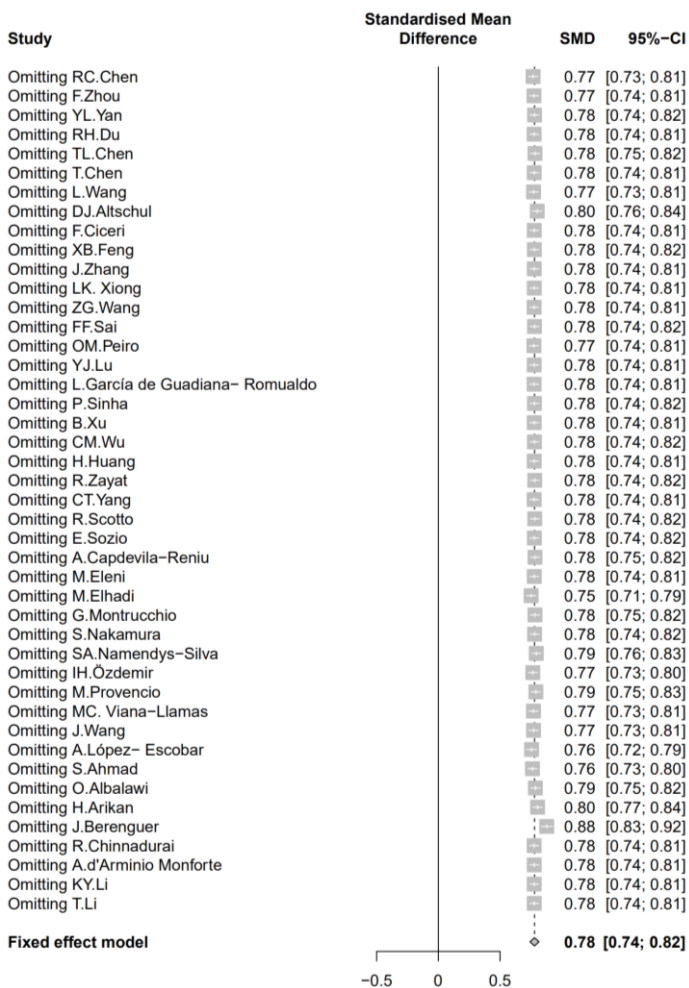 Standardised Mean
Study Difference SMD 95%−CI
Omitting RC.Chen 0.77 [0.73; 0.81]
Omitting F.Zhou 0.77 [0.74; 0.81]
Omitting YL.Yan 0.78 [0.74; 0.82]
Omitting RH.Du 0.78 [0.74; 0.81]
Omitting TL.Chen 0.78 [0.75; 0.82]
Omitting T.Chen 0.78 [0.74; 0.81]
Omitting L.Wang 0.77 [0.73; 0.81]
Omitting DJ.Altschul 0.80 [0.76; 0.84]
Omitting F.Ciceri 0.78 [0.74; 0.81]
Omitting XB.Feng 0.78 [0.74; 0.82]
Omitting J.Zhang 0.78 [0.74; 0.81]
Omitting LK. Xiong 0.78 [0.74; 0.81]
Omitting ZG.Wang 0.78 [0.74; 0.81]
Omitting FF.Sai 0.78 [0.74; 0.82]
Omitting OM.Peiro 0.77 [0.74; 0.81]
Omitting YJ.Lu 0.78 [0.74; 0.81]
Omitting L.García de Guadiana− Romualdo 0.78 [0.74; 0.81]
Omitting P.Sinha 0.78 [0.74; 0.82]
Omitting B.Xu 0.78 [0.74; 0.81]
Omitting CM.Wu 0.78 [0.74; 0.82]
Omitting H.Huang 0.78 [0.74; 0.81]
Omitting R.Zayat 0.78 [0.74; 0.82]
Omitting CT.Yang 0.78 [0.74; 0.81]
Omitting R.Scotto 0.78 [0.74; 0.82]
Omitting E.Sozio 0.78 [0.74; 0.82]
Omitting A.Capdevila−Reniu 0.78 [0.75; 0.82]
Omitting M.Eleni 0.78 [0.74; 0.81]
Omitting M.Elhadi 0.75 [0.71; 0.79]
Omitting G.Montrucchio 0.78 [0.75; 0.82]
Omitting S.Nakamura 0.78 [0.74; 0.82]
Omitting SA.Namendys−Silva 0.79 [0.76; 0.83]
Omitting IH.Özdemir 0.77 [0.73; 0.80]
Omitting M.Provencio 0.79 [0.75; 0.83]
Omitting MC. Viana−Llamas 0.77 [0.73; 0.81]
Omitting J.Wang 0.77 [0.73; 0.81]
Omitting A.López− Escobar 0.76 [0.72; 0.79]
Omitting S.Ahmad 0.76 [0.73; 0.80]
Omitting O.Albalawi 0.79 [0.75; 0.82]
Omitting H.Arikan 0.80 [0.77; 0.84]
Omitting J.Berenguer 0.88 [0.83; 0.92]
Omitting R.Chinnadurai 0.78 [0.74; 0.81]
Omitting A.d'Arminio Monforte 0.78 [0.74; 0.81]
Omitting KY.Li 0.78 [0.74; 0.81]
Omitting T.Li 0.78 [0.74; 0.81]
Fixed effect model 0.78 [0.74; 0.82]
−0.5 0 0.5